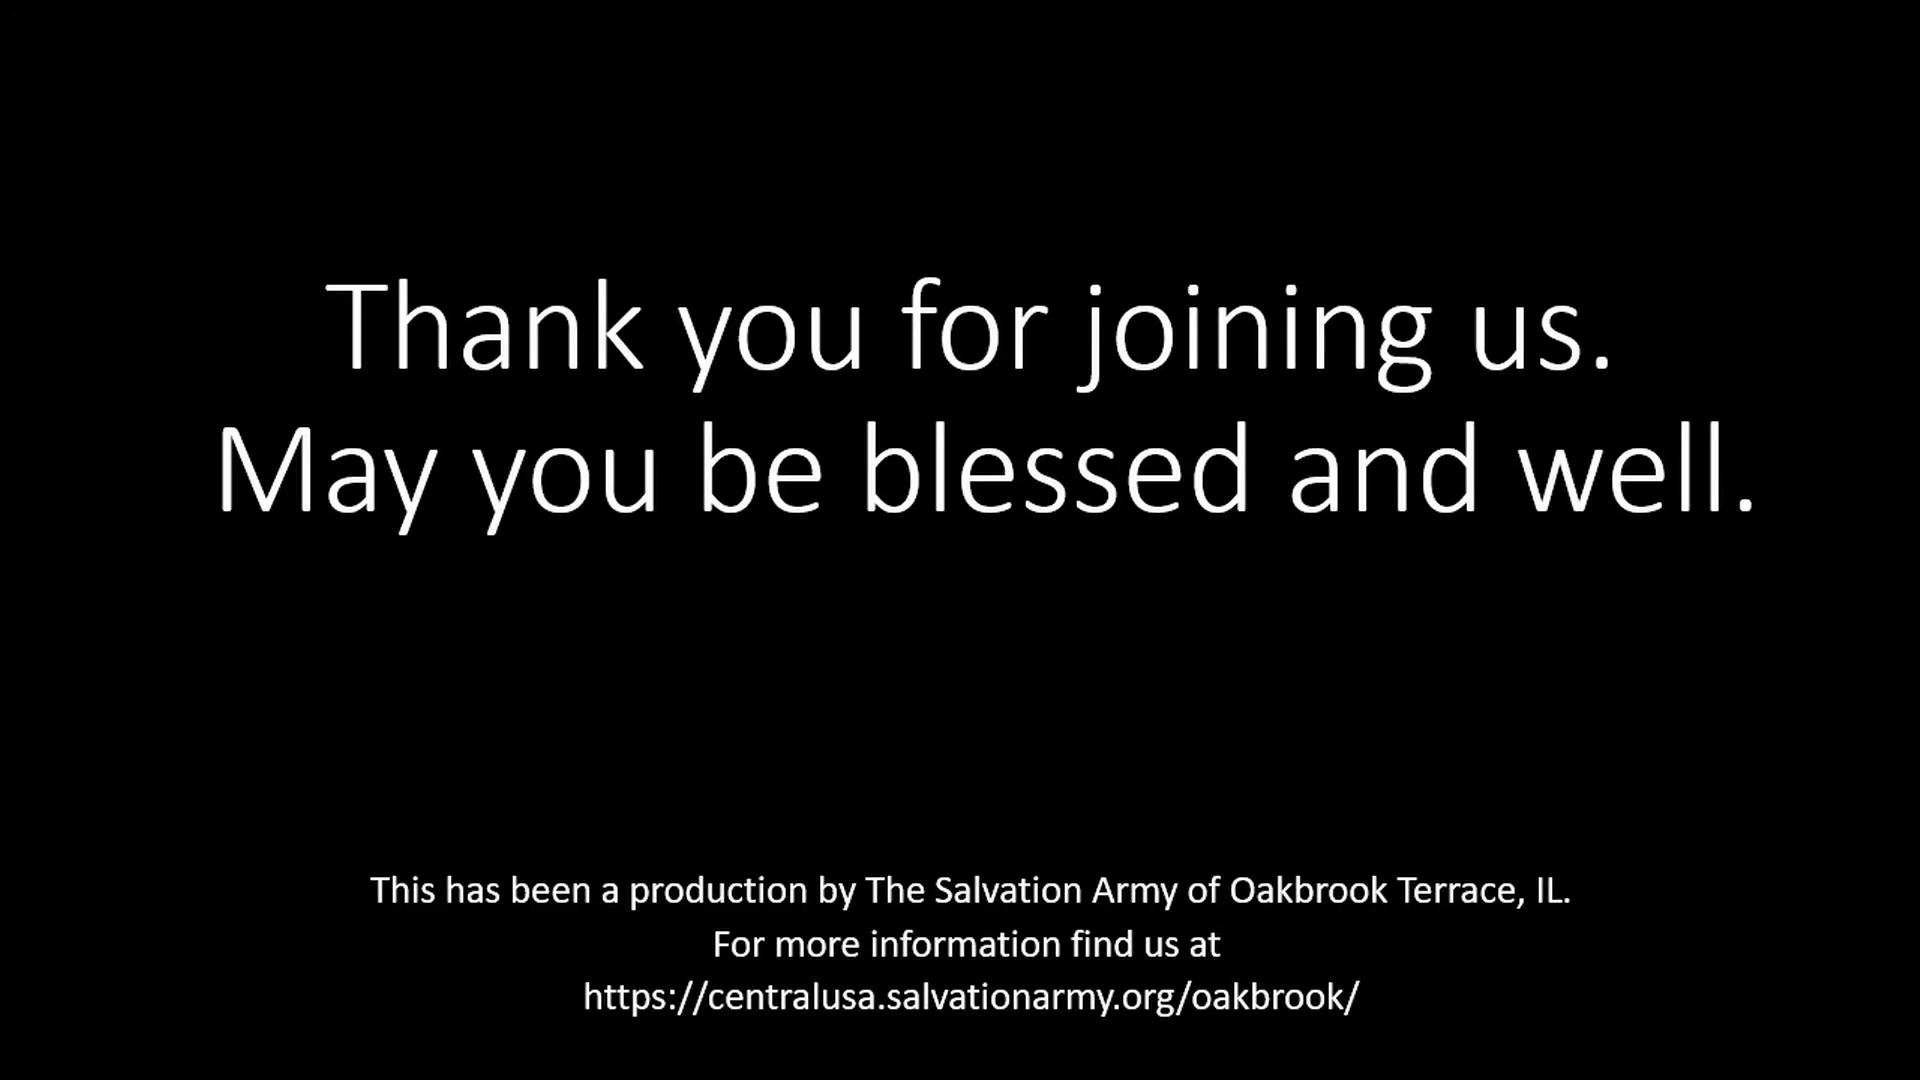 Thank you for joining us.
May you be blessed and well.
This has been a production by The Salvation Army of Oakbrook Terrace, IL.
For more information find us at
https://centralusa.salvationarmy.org/oakbrook/